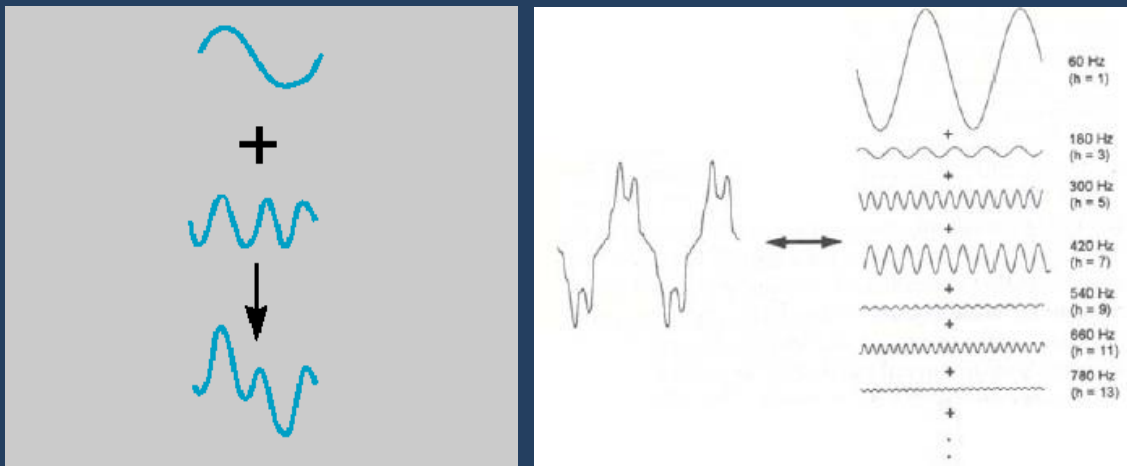 +
60 Hz
(h = 1)
+
180 Hz
(h = 3)
+
300 Hz
(h = 5)
+
420 Hz
(h = 7)
+
540 Hz
(h = 9)
+
660 Hz
(h = 11)
+
780 Hz
(h = 13)
+
.
.